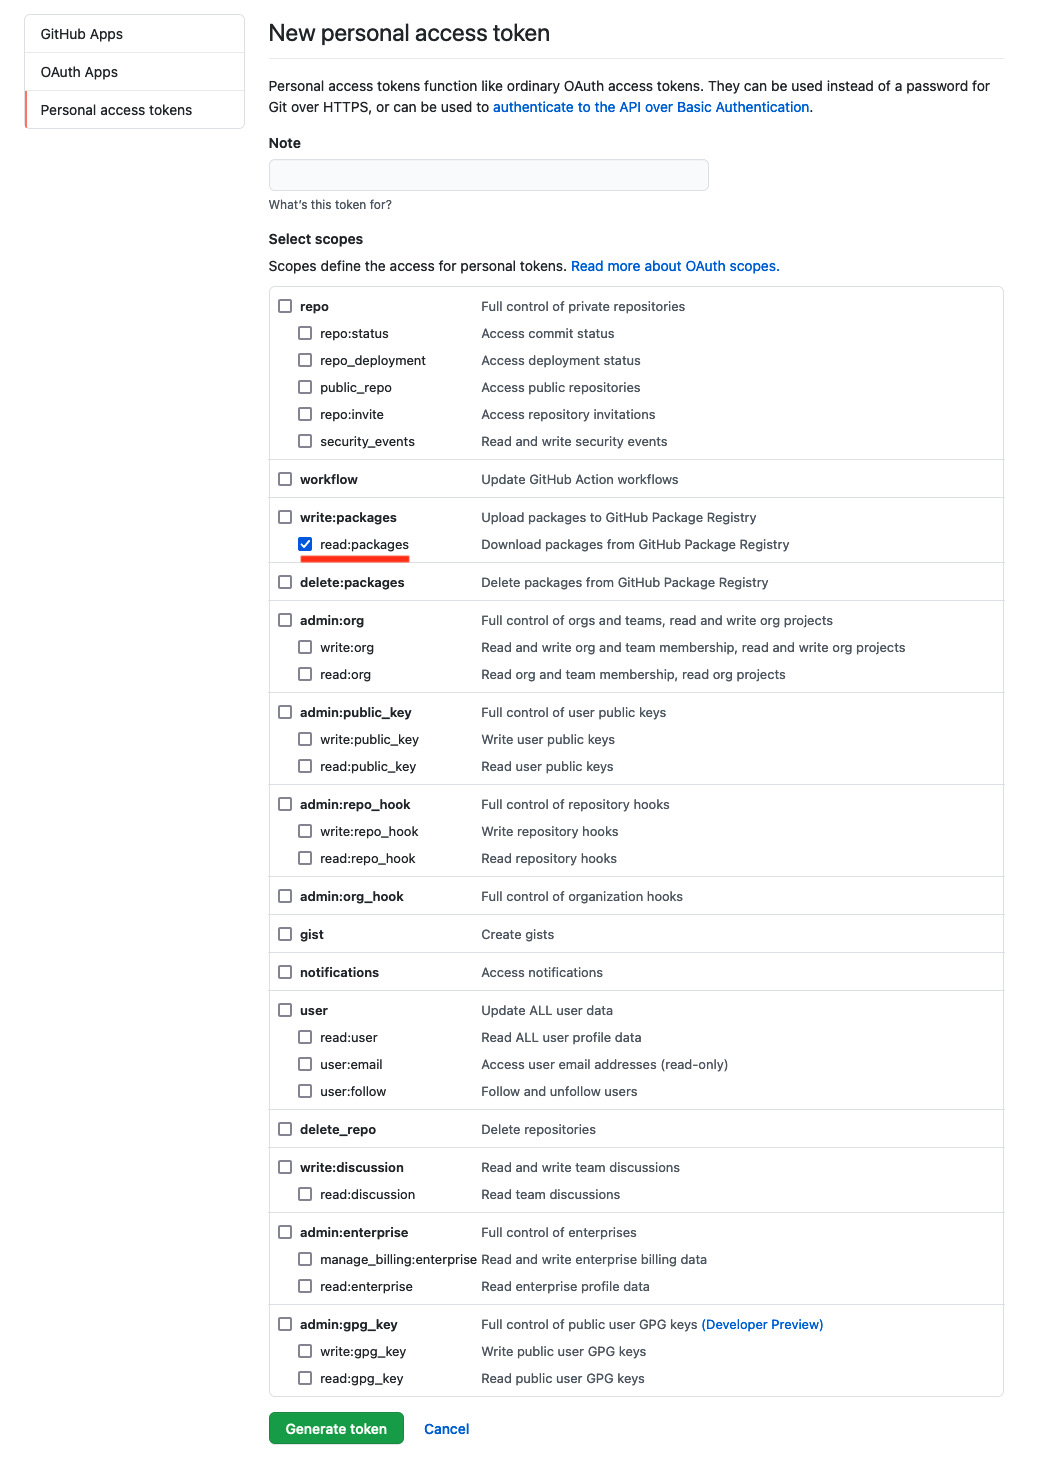 GitHub Apps
OAuth Apps
Personal access tokens
New personal access token
Personal access tokens function like ordinary OAuth access tokens. They can be used instead of a password for
Git over HTTPS, or can be used to authenticate to the API over Basic Authentication.
Note
What's this token for?
Select scopes
Scopes define the access for personal tokens. Read more about OAuth scopes.
repo Full control of private repositories
repo:status Access commit status
repo_deployment Access deployment status
public_repo Access public repositories
repo:invite Access repository invitations
security_events Read and write security events
workflow Update GitHub Action workflows
write:packages Upload packages to GitHub Package Registry
read:packages Download packages from GitHub Package Registry
delete:packages Delete packages from GitHub Package Registry
admin:org Full control of orgs and teams, read and write org projects
write:org Read and write org and team membership, read and write org projects
read:org Read org and team membership, read org projects
admin:public_key Full control of user public keys
write:public_key Write user public keys
read:public_key Read user public keys
admin:repo_hook Full control of repository hooks
write:repo_hook Write repository hooks
read:repo_hook Read repository hooks
admin:org_hook Full control of organization hooks
gist Create gists
notifications Access notifications
user Update ALL user data
read:user Read ALL user profile data
user:email Access user email addresses (read-only)
user:follow Follow and unfollow users
delete_repo Delete repositories
write:discussion Read and write team discussions
read:discussion Read team discussions
admin:enterprise Full control of enterprises
manage_billing:enterprise Read and write enterprise billing data
read:enterprise Read enterprise profile data
admin:gpg_key Full control of public user GPG keys (Developer Preview)
write:gpg_key Write public user GPG keys
read:gpg_key Read public user GPG keys
Generate token Cancel